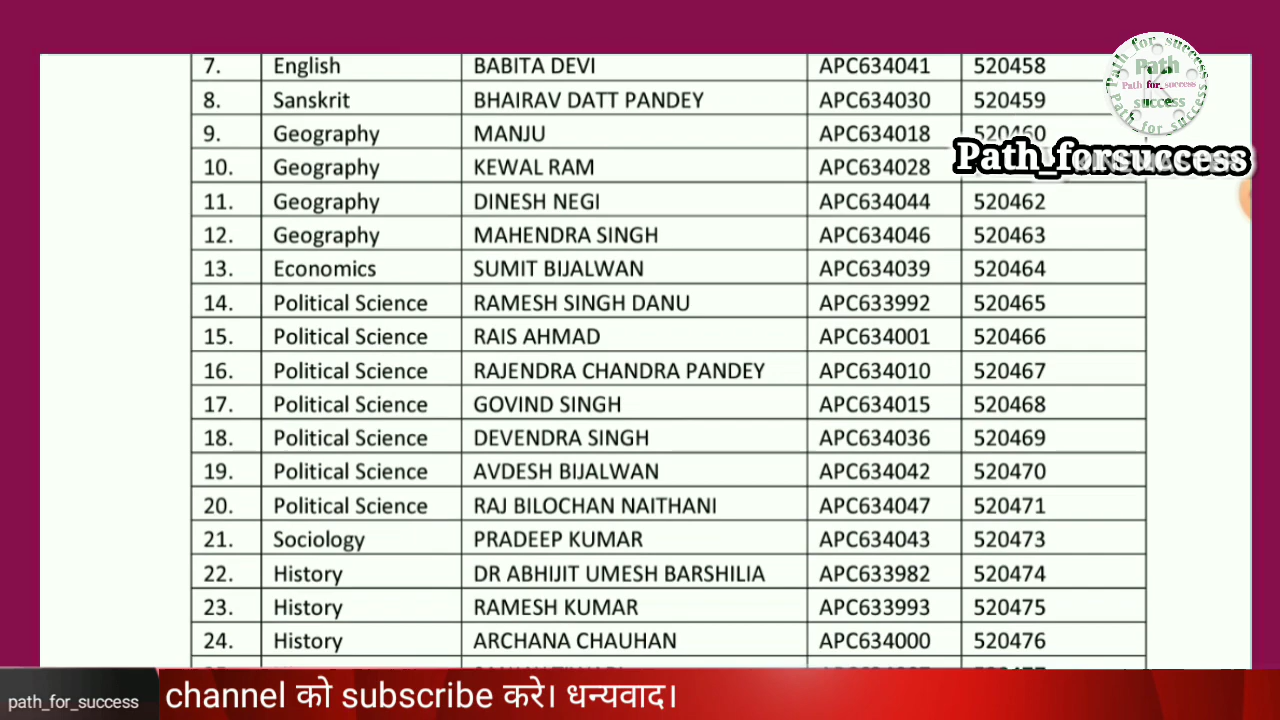 Path_for_success
Path
Path_for_success
success
Path_for_success
Path_forsuccess
7. English BABITA DEVI APC634041 520458
8. Sanskrit BHAIRAV DATT PANDEY APC634030 520459
9. Geography MANJU APC634018 520460
10. Geography KEWAL RAM APC634028
11. Geography DINESH NEGI APC634044 520462
12. Geography MAHENDRA SINGH APC634046 520463
13. Economics SUMIT BIJALWAN APC634039 520464
14. Political Science RAMESH SINGH DANU APC633992 520465
15. Political Science RAIS AHMAD APC634001 520466
16. Political Science RAJENDRA CHANDRA PANDEY APC634010 520467
17. Political Science GOVIND SINGH APC634015 520468
18. Political Science DEVENDRA SINGH APC634036 520469
19. Political Science AVDESH BIJALWAN APC634042 520470
20. Political Science RAJ BILOCHAN NAITHANI APC634047 520471
21. Sociology PRADEEP KUMAR APC634043 520473
22. History DR ABHIJIT UMESH BARSHILIA APC633982 520474
23. History RAMESH KUMAR APC633993 520475
24. History ARCHANA CHAUHAN APC634000 520476
path_for_success channel को subscribe करे। धन्यवाद।